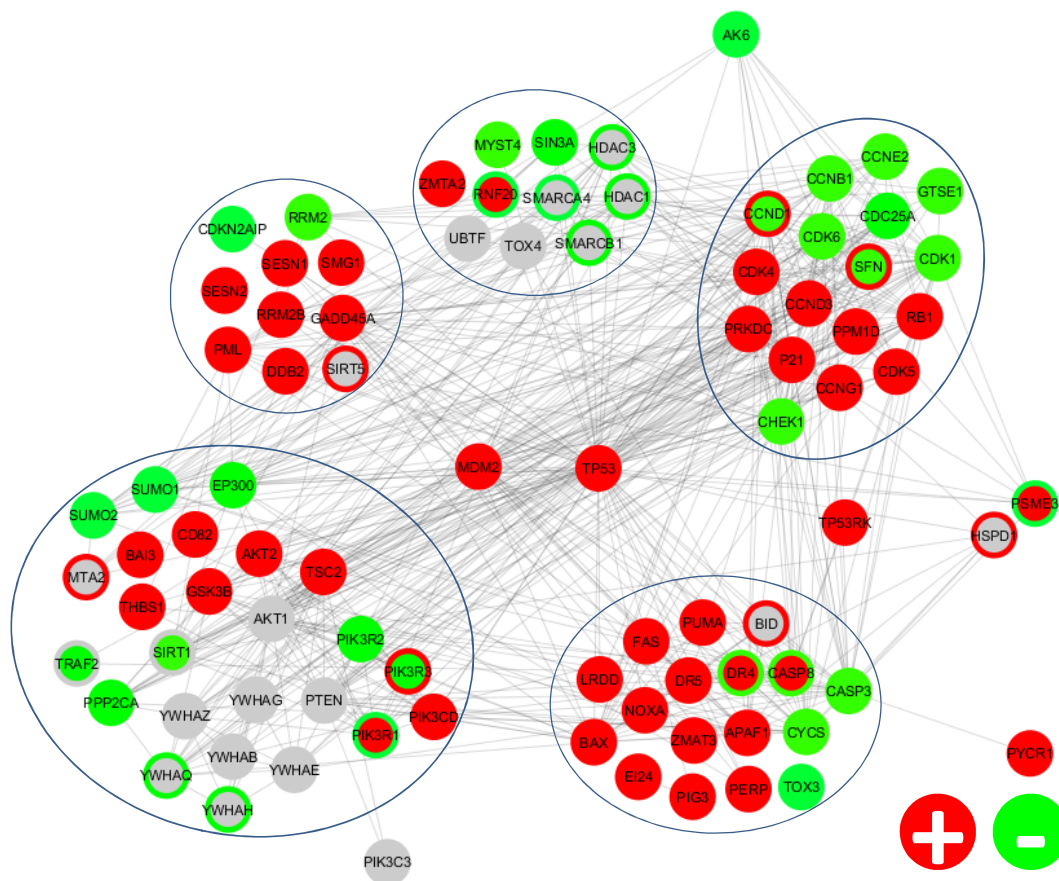 AK6
MYST4
SIN3A
HDAC3
ZMTA2
RNF20
SMARCA4
HDAC1
UBTF
TOX4
SMARCB1
CCNE2
CCNB1
GTSE1
CCND1
CDC25A
CDK6
SFN
CDK1
CDK4
CCND3
PRKDC
PPM1D
RB1
P21
CDK5
CCNG1
CHEK1
RRM2
CDKN2AIP
SESN1
SMG1
SESN2
RRM2B
GADD45A
PML
DDB2
SIRT5
MDM2
TP53
TP53RK
PSME3
HSPD1
SUMO1
EP300
SUMO2
CD82
BAI3
AKT2
MTA2
TSC2
GSK3B
THBS1
AKT1
PIK3R2
SIRT1
TRAF2
PIK3R3
PPP2CA
YWHAG
PTEN
YWHAZ
PIK3CD
PIK3R1
YWHAB
YWHAE
YWHAQ
YWHAH
PIK3C3
PUMA
BID
FAS
DR4
CASP8
LRDD
DR5
CASP3
NOXA
CYCS
BAX
ZMAT3
APAF1
EI24
PIG3
PERP
TOX3
PYCR1
+ -